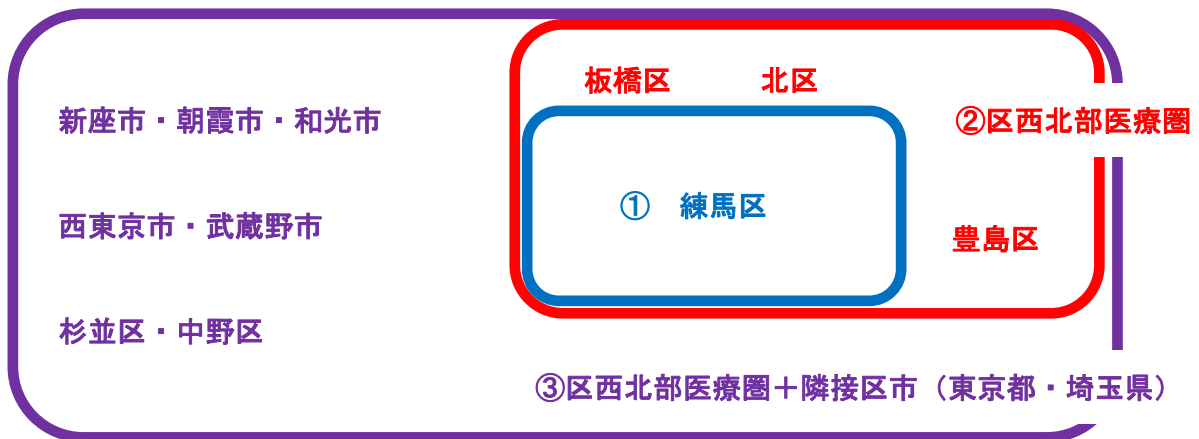 板橋区　北区
新座市・朝霞市・和光市
②区西北部医療圏
①　練馬区
西東京市・武蔵野市
豊島区
杉並区・中野区
③区西北部医療圏＋隣接区市（東京都・埼玉県）